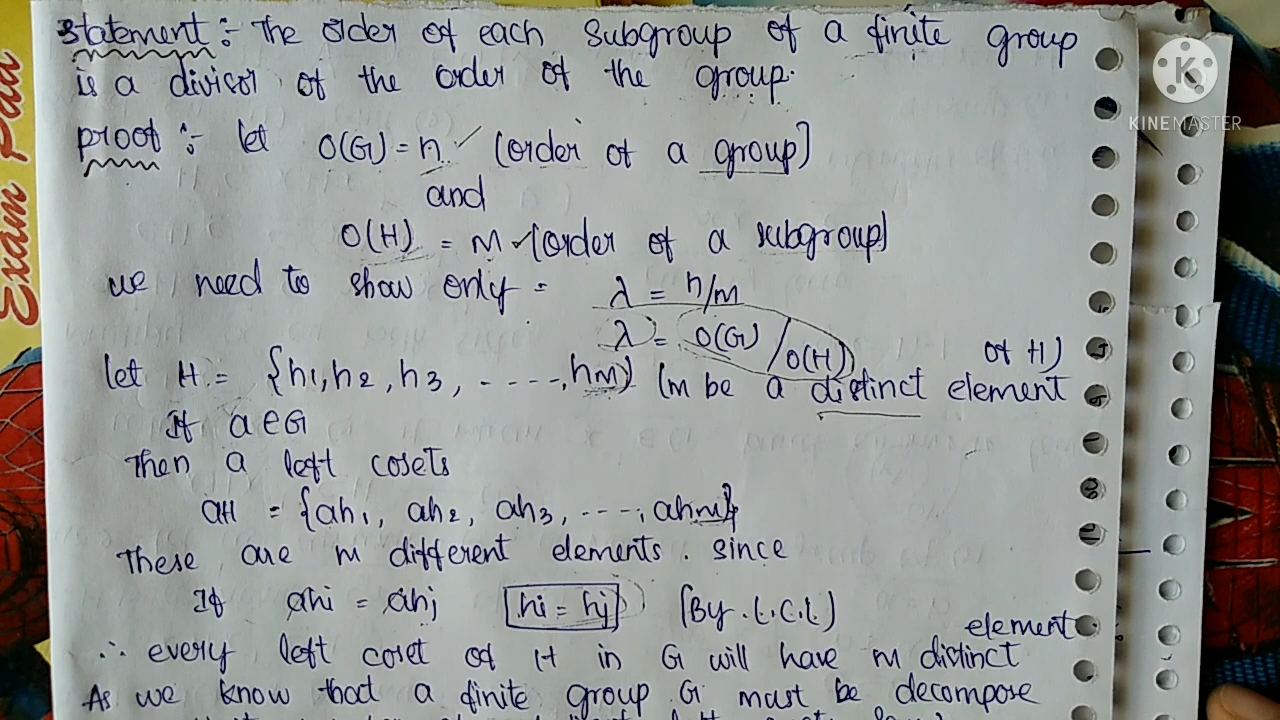 Statement :- The order of each subgroup of a finite group
is a divisor of the order of the group.
proof :- let O(G) = n (order of a group)
and
O(H) = m (order of a subgroup)
we need to show only = λ = n/m
λ = O(G)/O(H)
let H = {h1, h2, h3, -----, hm} (m be a distinct element of H)
If a∈G
Then a left cosets
aH = {ah1, ah2, ah3, ----, ahm}
These are m different elements. since
If ahi = ahj hi = hj (By. L.C.L)
∴ every left coset of H in G will have m distinct element
As we know that a finite group G must be decompose
Exam Pad
KINEMASTER